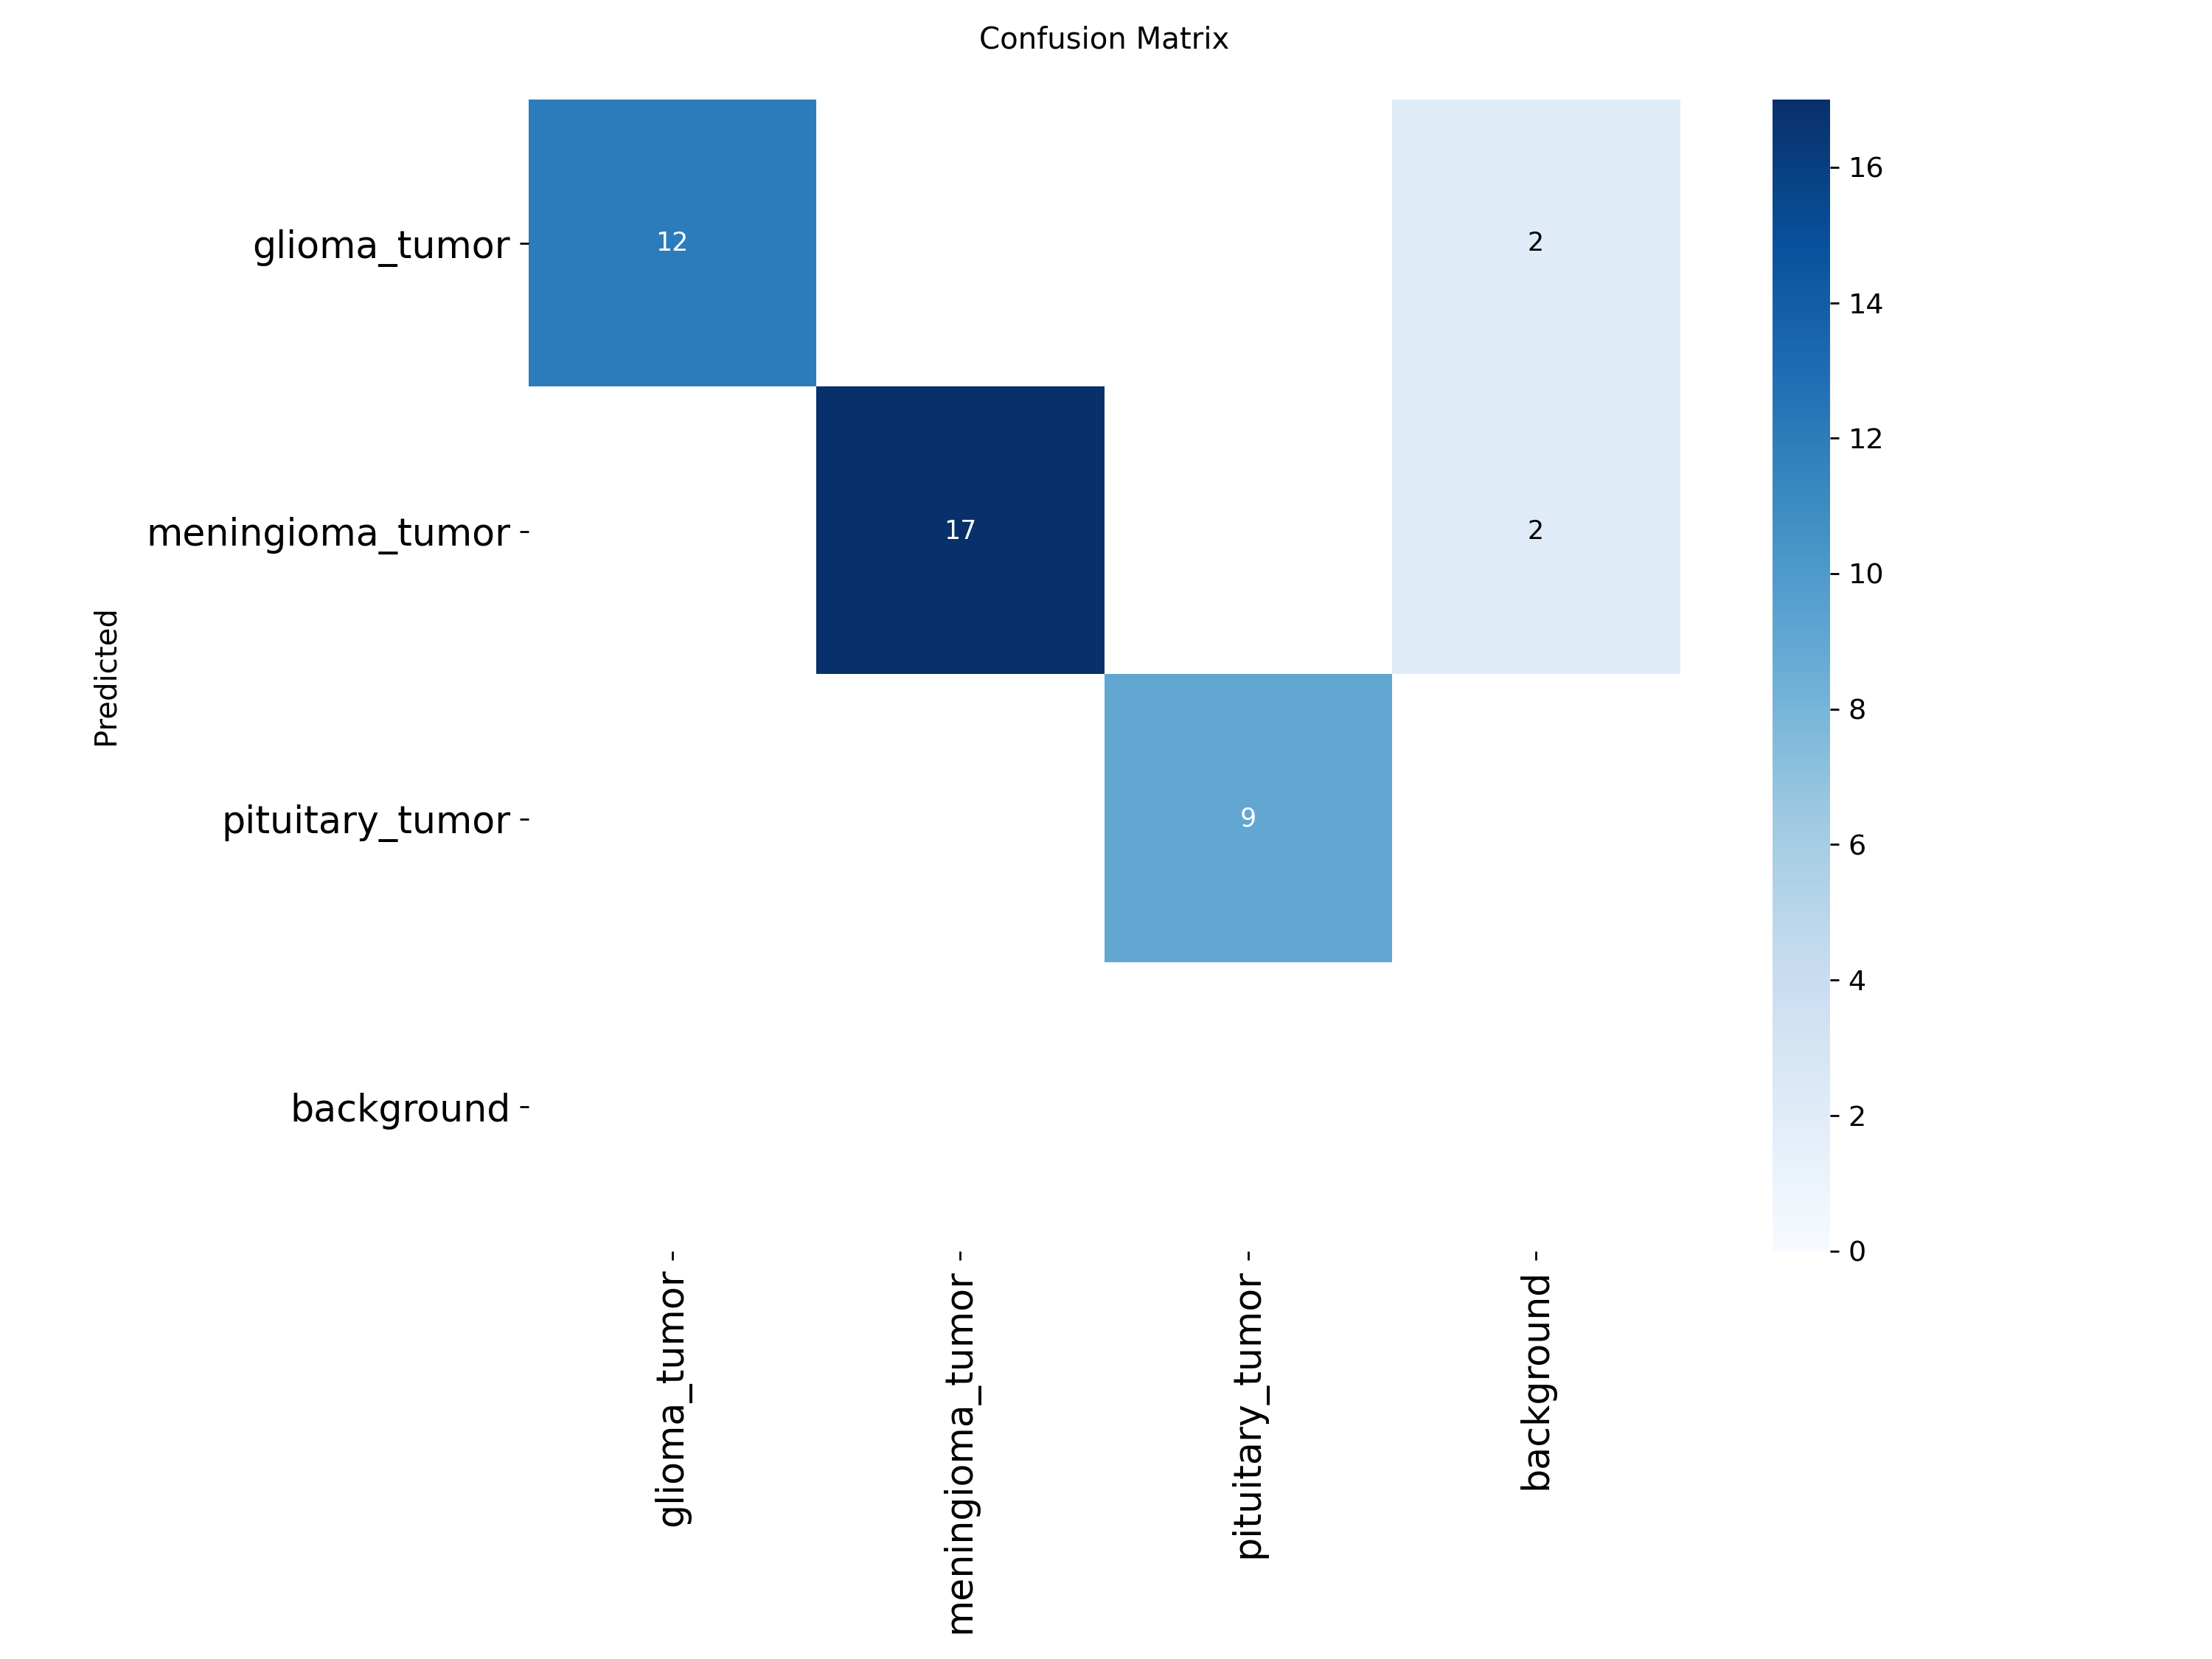 Confusion Matrix
glioma_tumor
12
2
meningioma_tumor
17
2
Predicted
pituitary_tumor
9
background
glioma_tumor
meningioma_tumor
pituitary_tumor
background
16
14
12
10
8
6
4
2
0